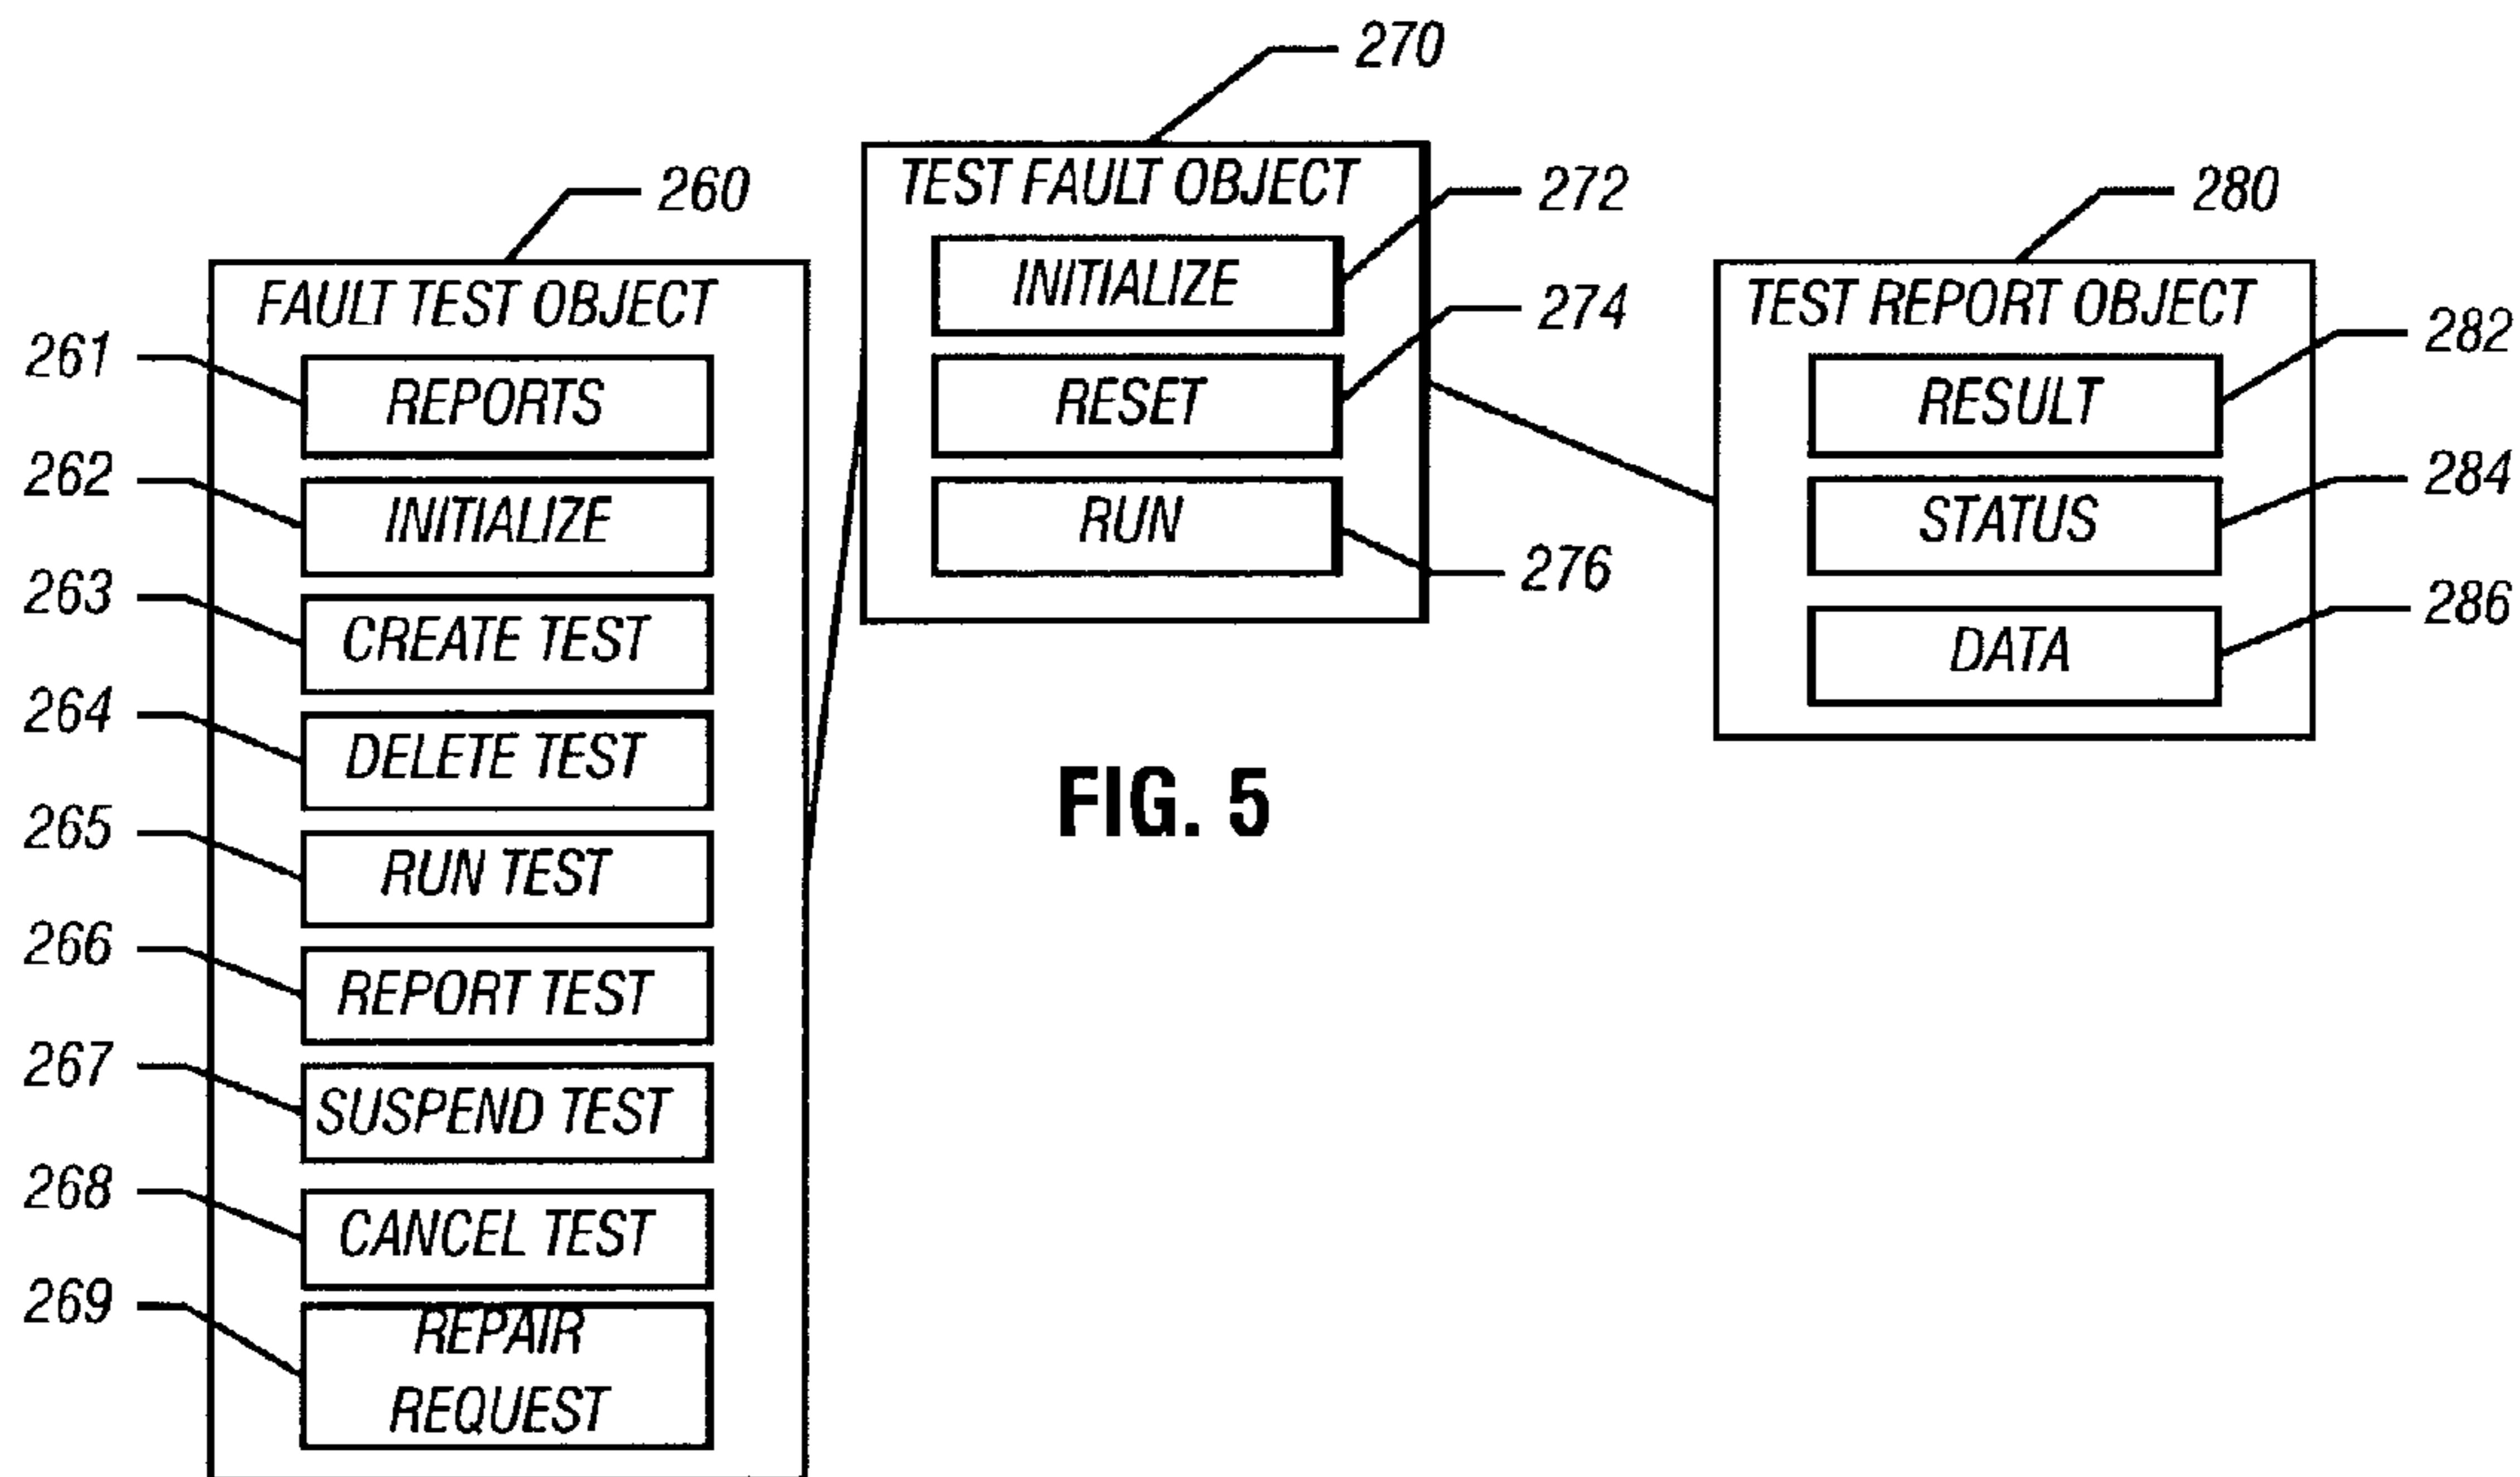 260
FAULT TEST OBJECT
261
REPORTS
262
INITIALIZE
263
CREATE TEST
264
DELETE TEST
265
RUN TEST
266
REPORT TEST
267
SUSPEND TEST
268
CANCEL TEST
269
REPAIR
REQUEST
270
TEST FAULT OBJECT
INITIALIZE
272
RESET
274
RUN
276
280
TEST REPORT OBJECT
RESULT
282
STATUS
284
DATA
286
FIG. 5